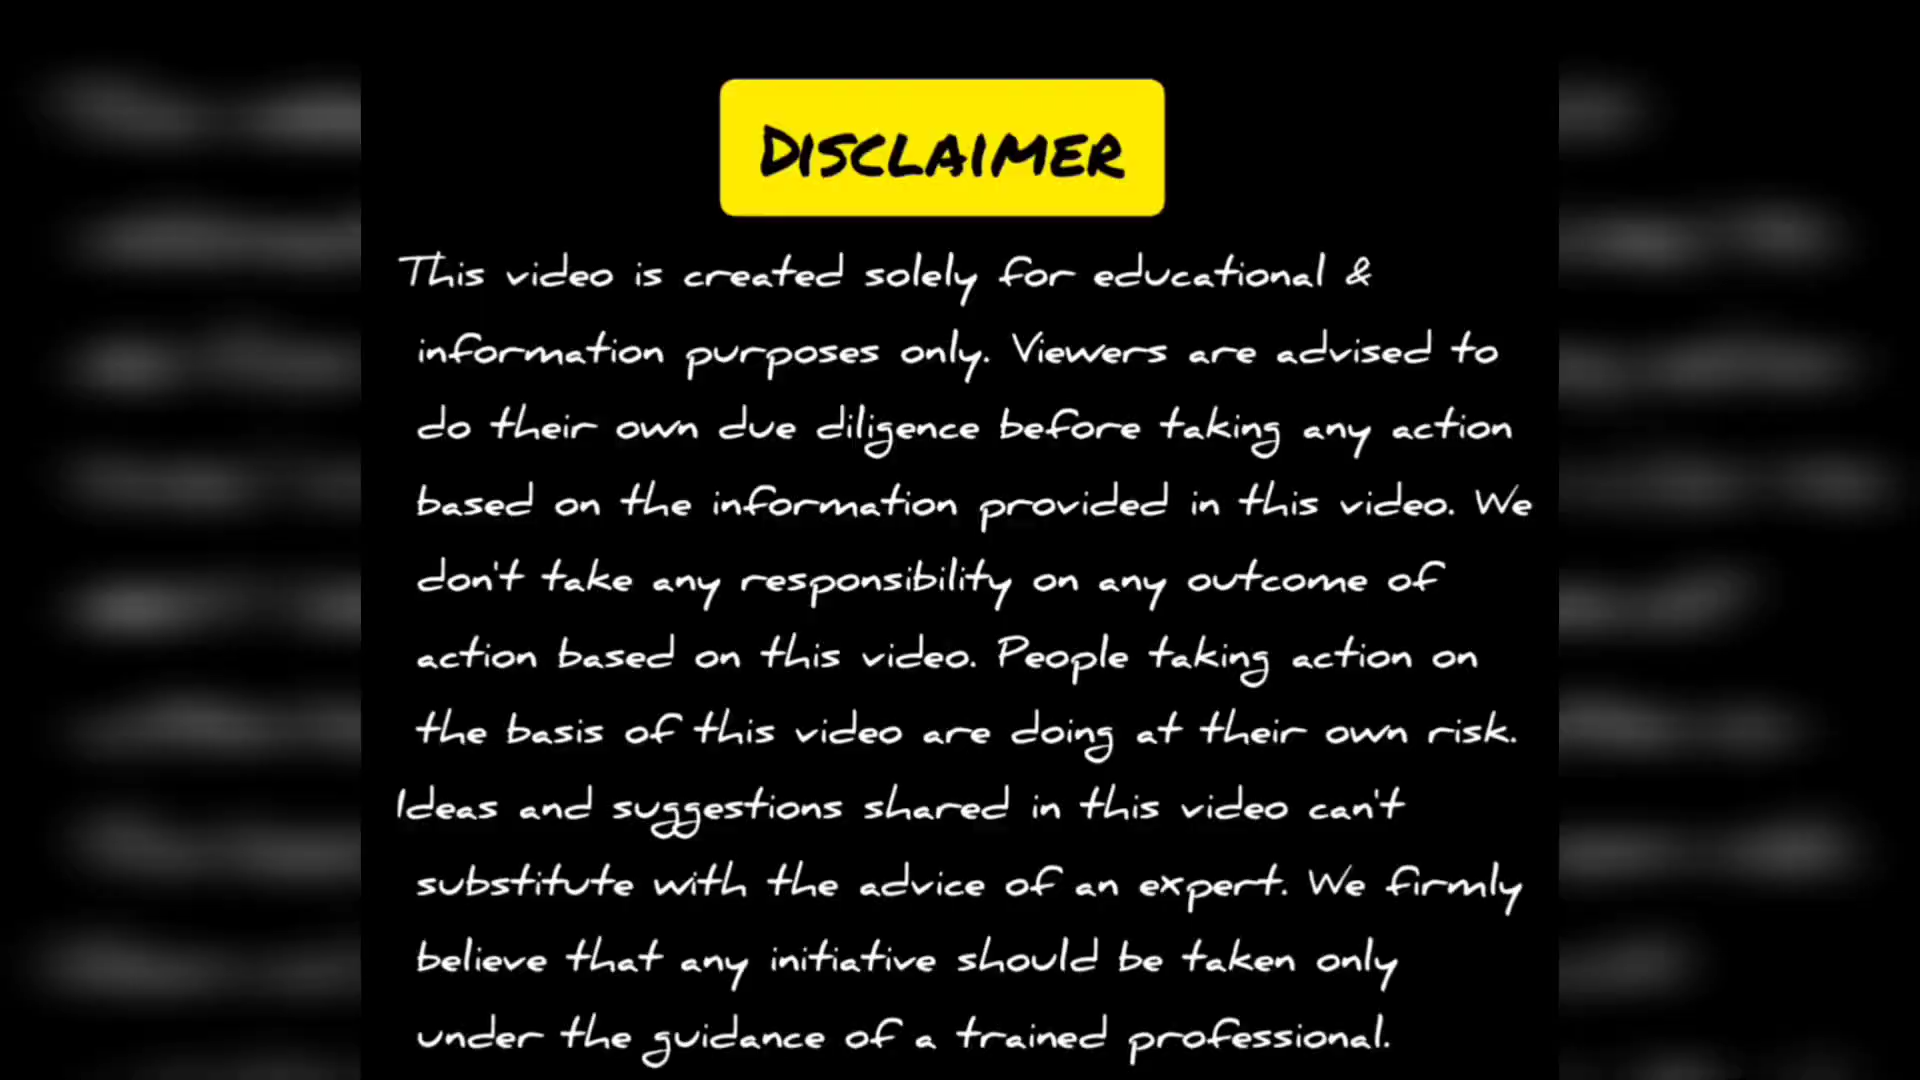 DISCLAIMER
This video is created solely for educational &
information purposes only. Viewers are advised to
do their own due diligence before taking any action
based on the information provided in this video. We
don't take any responsibility on any outcome of
action based on this video. People taking action on
the basis of this video are doing at their own risk.
Ideas and suggestions shared in this video can't
substitute with the advice of an expert. We firmly
believe that any initiative should be taken only
under the guidance of a trained professional.